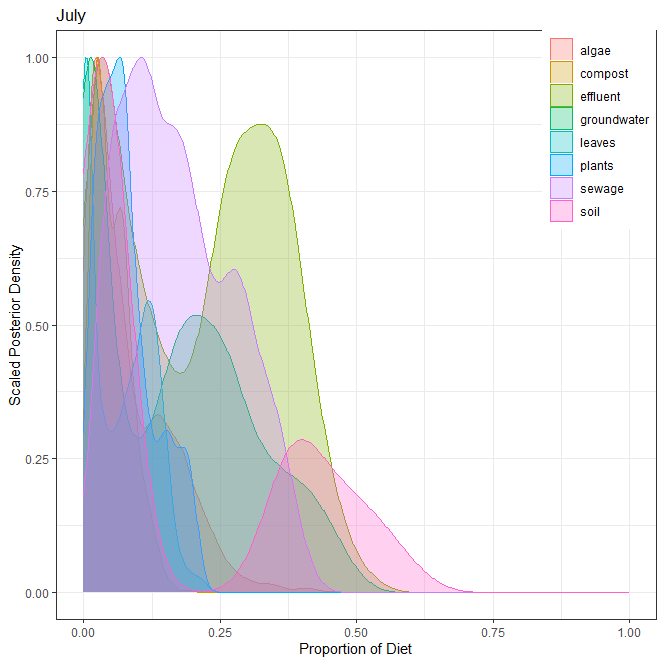 July
1.00
0.75
0.50
0.25
0.00
Scaled Posterior Density
0.00 0.25 0.50 0.75 1.00
Proportion of Diet
algae
compost
effluent
groundwater
leaves
plants
sewage
soil